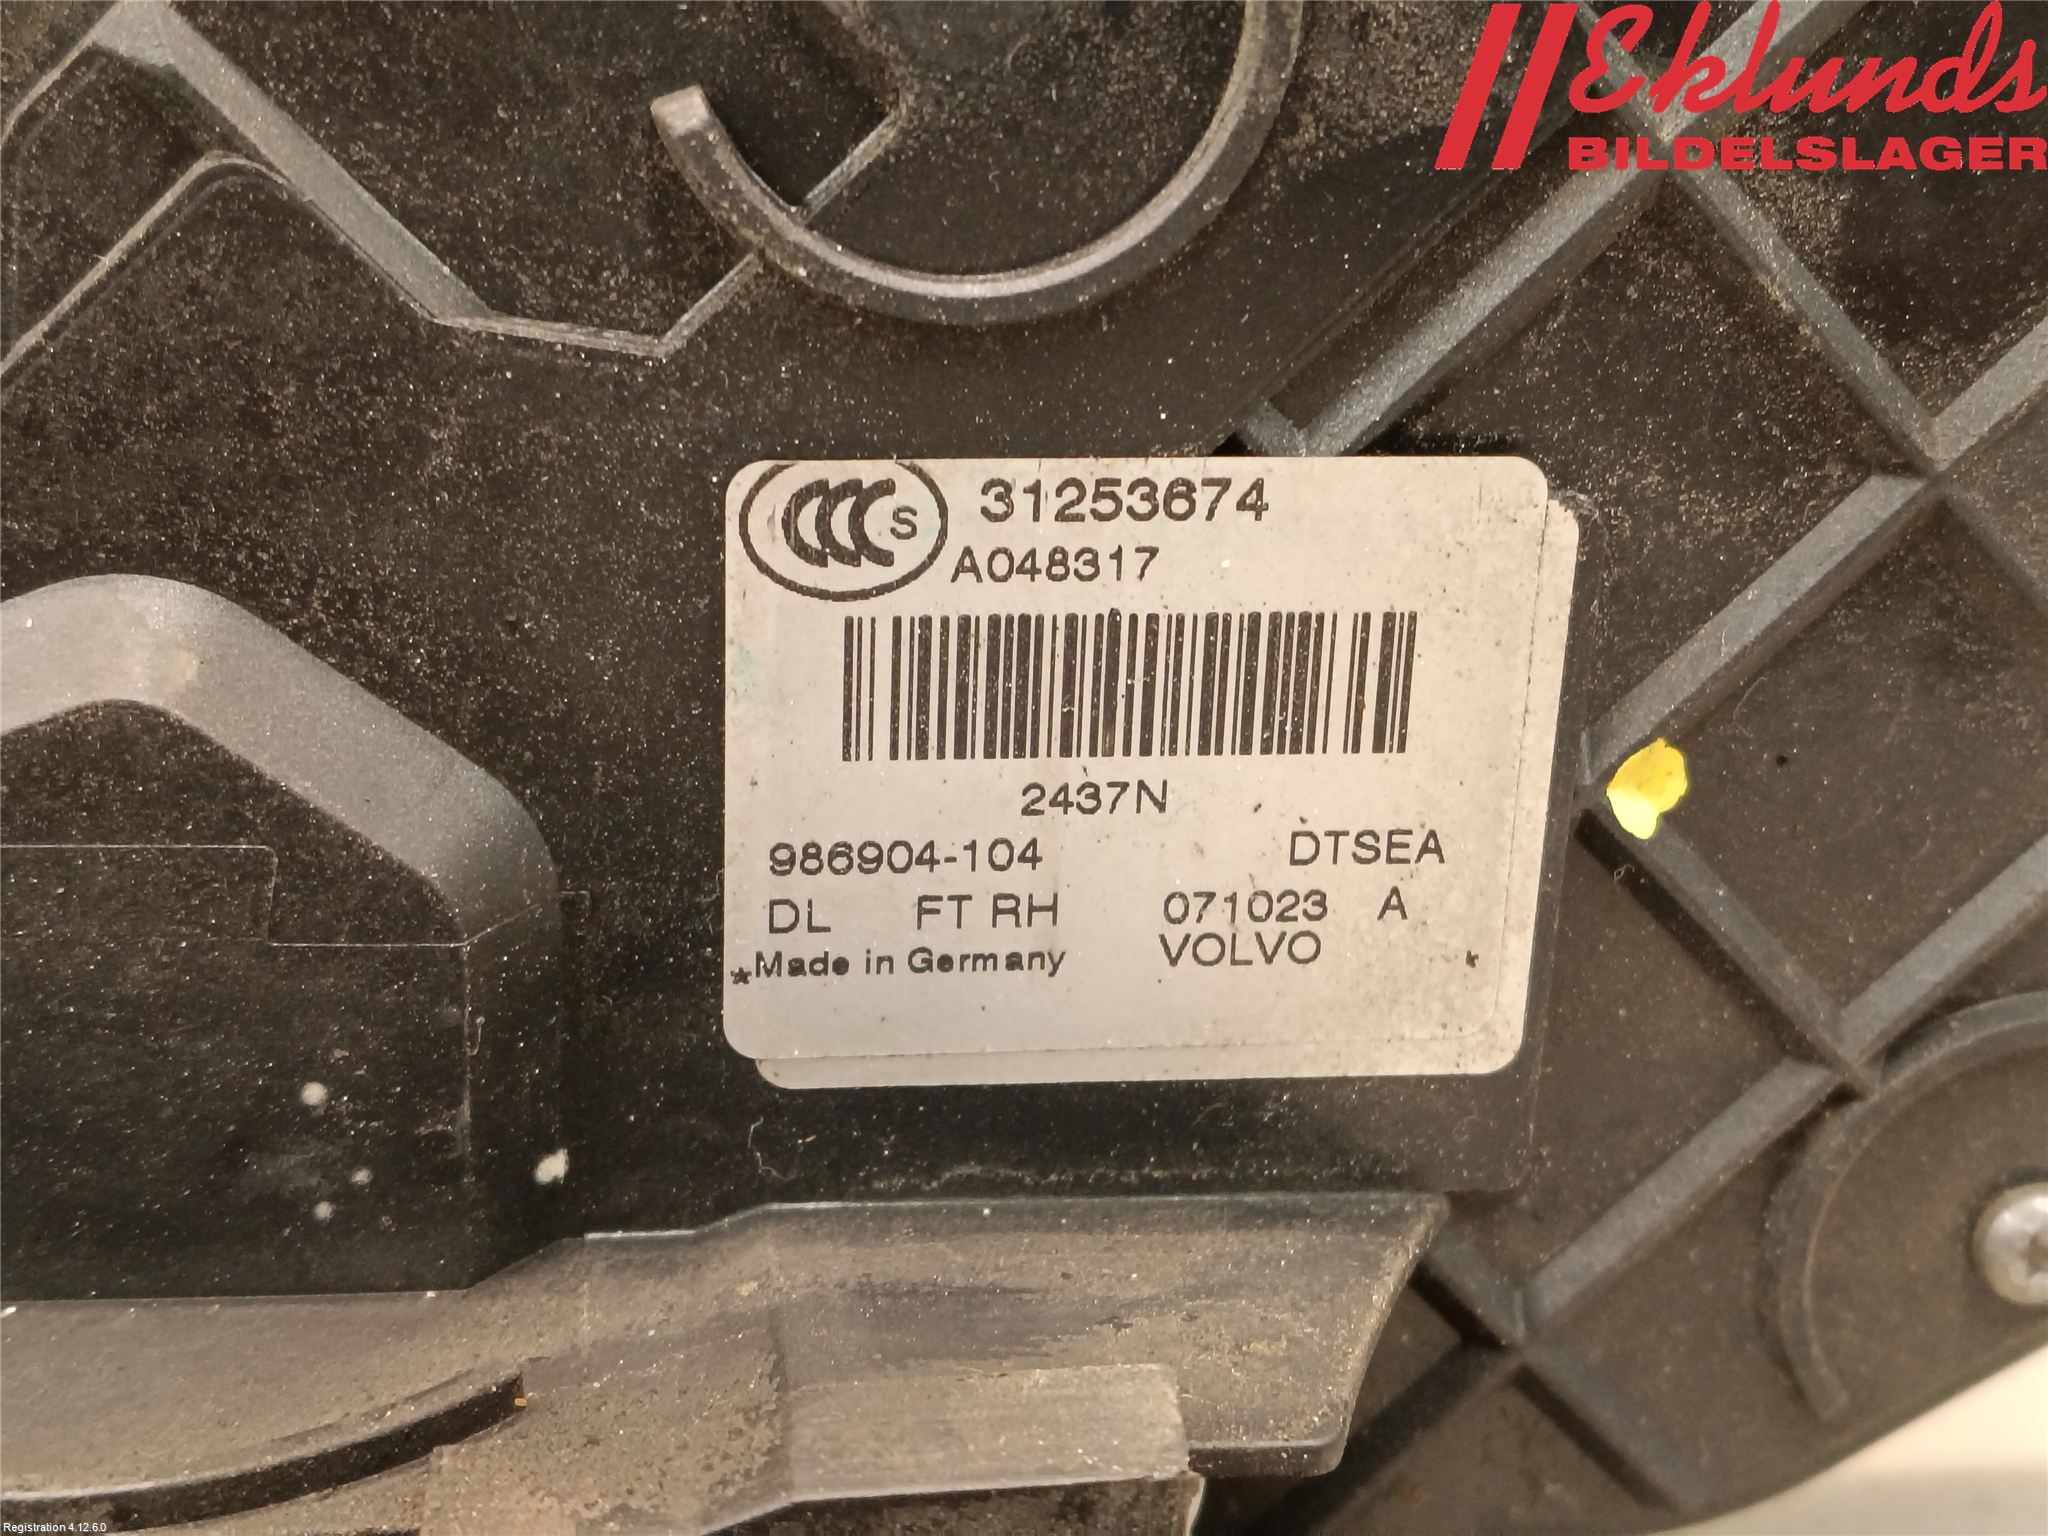 Eklunds
BILDELSLAGER
CCC S
31253674
A048317
2437N
986904-104 DTSEA
DL FT RH 071023 A
*Made in Germany VOLVO *
Registration 4.12.6.0